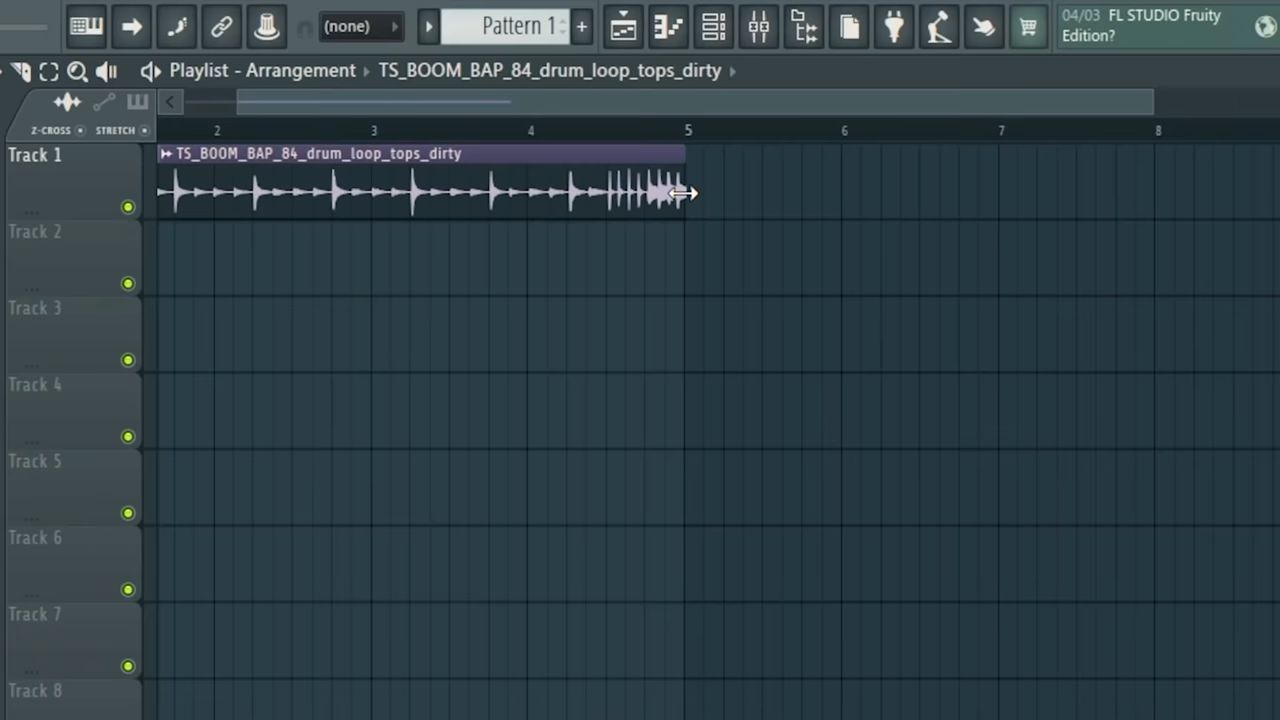 (none)
Pattern 1
+
04/03 FL STUDIO Fruity
Edition?
Playlist - Arrangement › TS_BOOM_BAP_84_drum_loop_tops_dirty ›
Z-CROSS STRETCH
2 3 4 5 6 7 8
Track 1
TS_BOOM_BAP_84_drum_loop_tops_dirty
Track 2
Track 3
Track 4
Track 5
Track 6
Track 7
Track 8